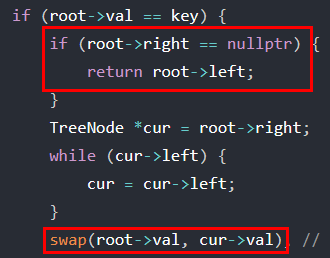 if (root->val == key) {
if (root->right == nullptr) {
return root->left;
}
TreeNode *cur = root->right;
while (cur->left) {
cur = cur->left;
}
swap(root->val, cur->val); //